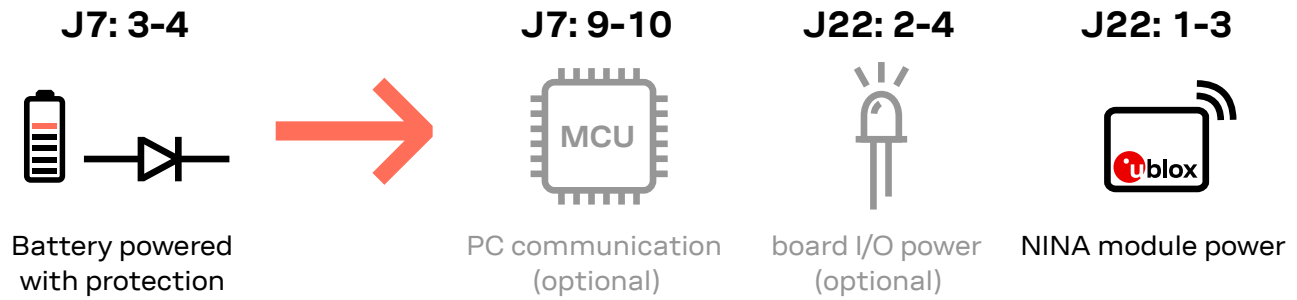 J7: 3-4
J7: 9-10
J22: 2-4
J22: 1-3
MCU
ublox
Battery powered
with protection
PC communication
(optional)
board I/O power
(optional)
NINA module power